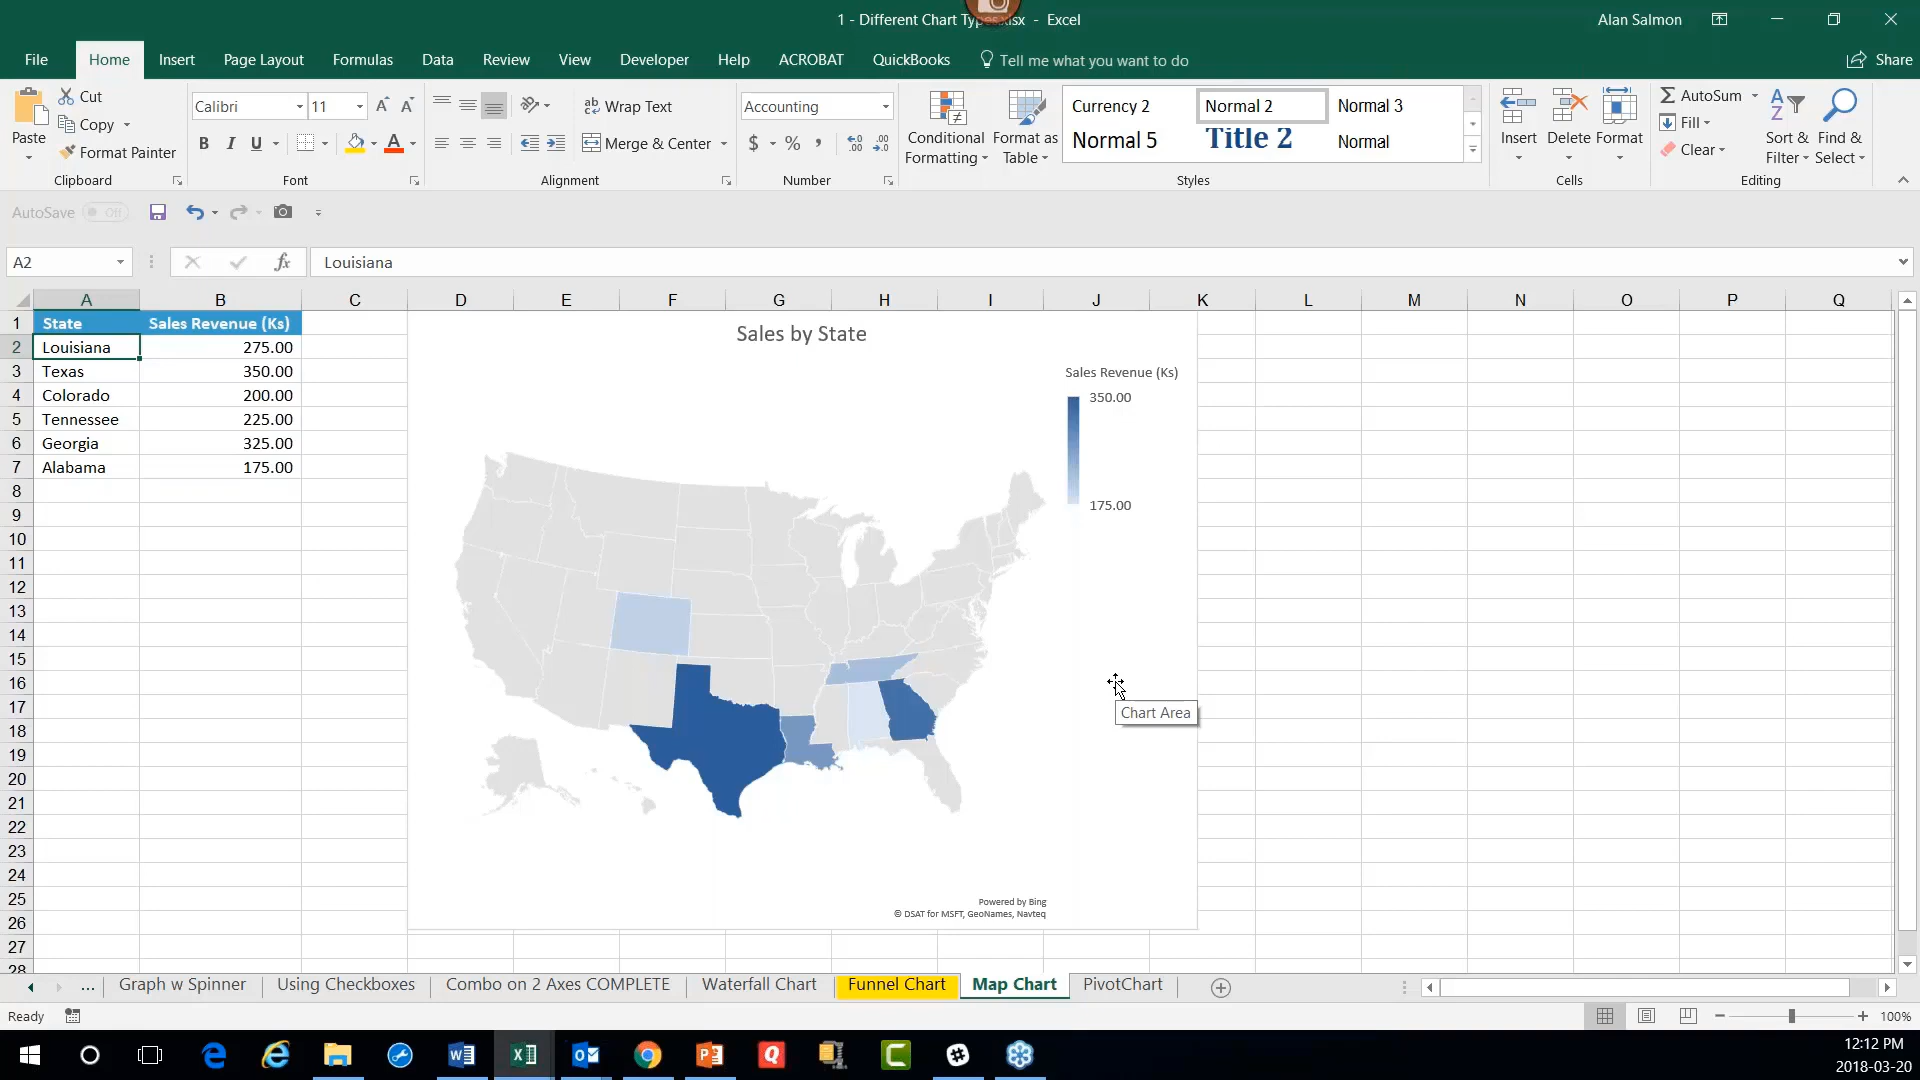 1 - Different Chart Types.xlsx - Excel
Alan Salmon
File Home Insert Page Layout Formulas Data Review View Developer Help ACROBAT QuickBooks Tell me what you want to do Share
Paste
Cut
Copy
Format Painter
Clipboard
Calibri 11
B I U
Font
Wrap Text
Merge & Center
Alignment
Accounting
$ % ,
Number
Conditional Formatting
Format as Table
Currency 2 Normal 2 Normal 3
Normal 5 Title 2 Normal
Styles
Insert Delete Format
Cells
AutoSum
Fill
Clear
Sort & Filter
Find & Select
Editing
AutoSave Off
A2 fx Louisiana
A B C D E F G H I J K L M N O P Q
1 State Sales Revenue (Ks)
2 Louisiana 275.00
3 Texas 350.00
4 Colorado 200.00
5 Tennessee 225.00
6 Georgia 325.00
7 Alabama 175.00
8
9
10
11
12
13
14
15
16
17
18
19
20
21
22
23
24
25
26
27
28
Sales by State
Sales Revenue (Ks)
350.00
175.00
Chart Area
Powered by Bing
© DSAT for MSFT, GeoNames, Navteq
... Graph w Spinner Using Checkboxes Combo on 2 Axes COMPLETE Waterfall Chart Funnel Chart Map Chart PivotChart
Ready
100%
12:12 PM
2018-03-20